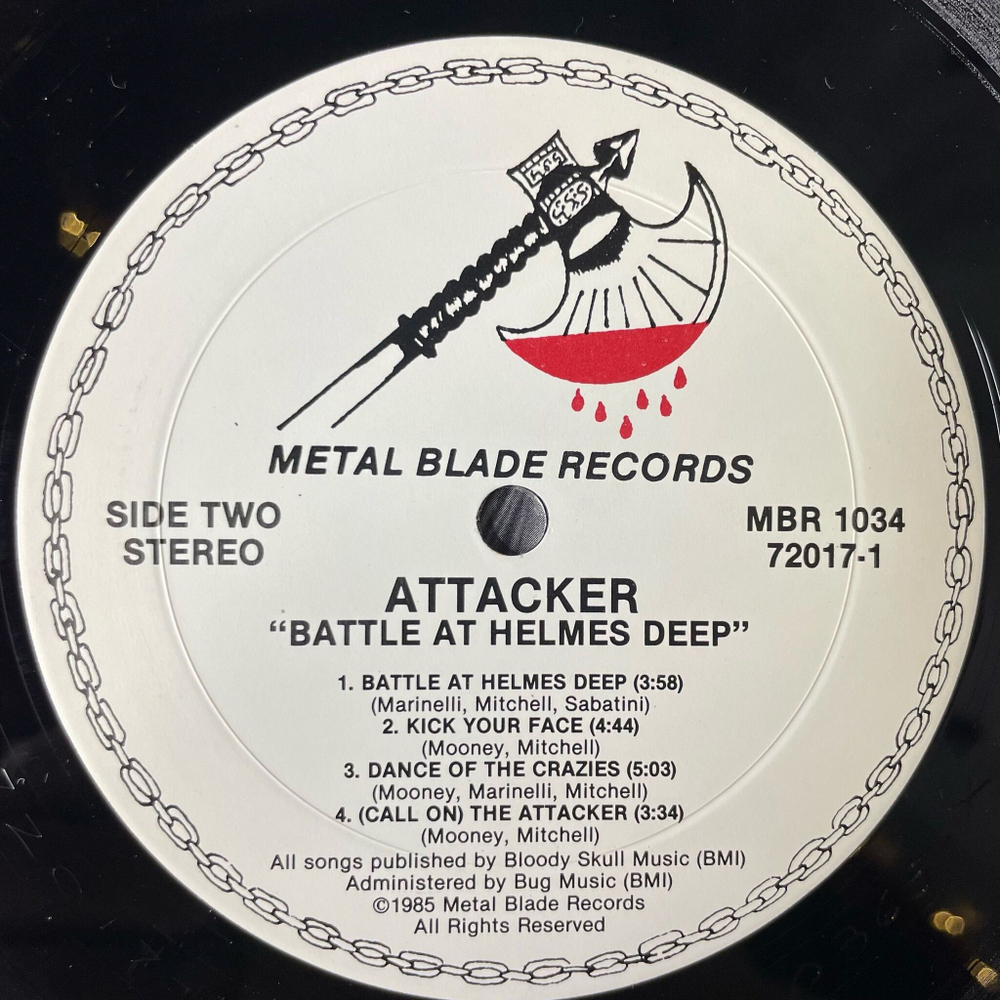 METAL BLADE RECORDS
SIDE TWO
STEREO
MBR 1034
72017-1
ATTACKER
“BATTLE AT HELMES DEEP”
1. BATTLE AT HELMES DEEP (3:58)
(Marinelli, Mitchell, Sabatini)
2. KICK YOUR FACE (4:44)
(Mooney, Mitchell)
3. DANCE OF THE CRAZIES (5:03)
(Mooney, Marinelli, Mitchell)
4. (CALL ON) THE ATTACKER (3:34)
(Mooney, Mitchell)
All songs published by Bloody Skull Music (BMI)
Administered by Bug Music (BMI)
©1985 Metal Blade Records
All Rights Reserved